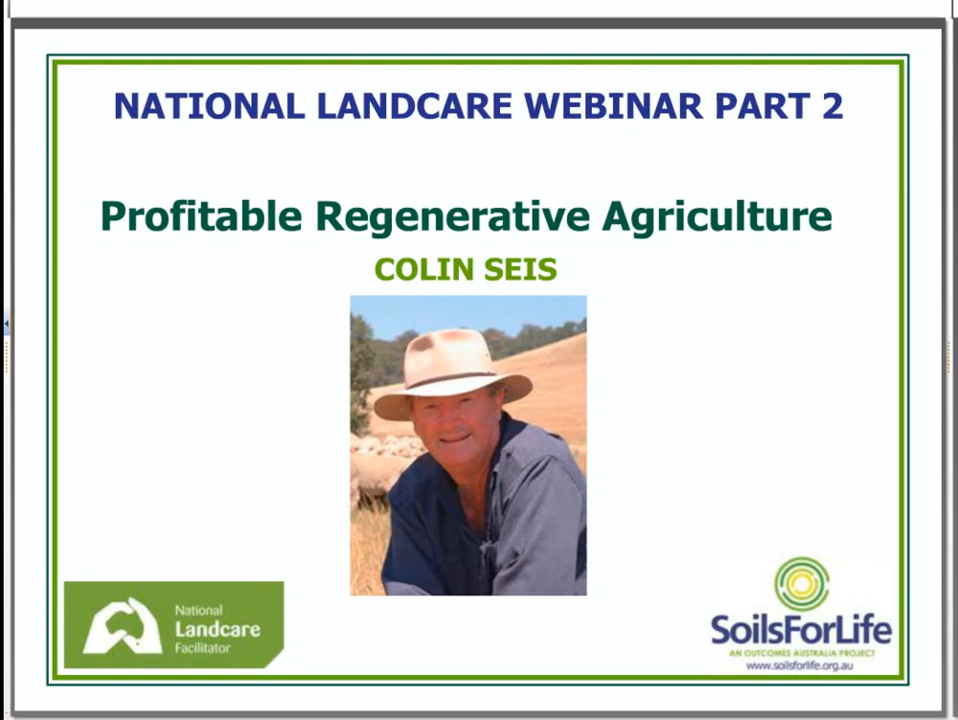 NATIONAL LANDCARE WEBINAR PART 2
Profitable Regenerative Agriculture
COLIN SEIS
National
Landcare
Facilitator
SoilsForLife
AN OUTCOMES AUSTRALIA PROJECT
www.soilsforlife.org.au